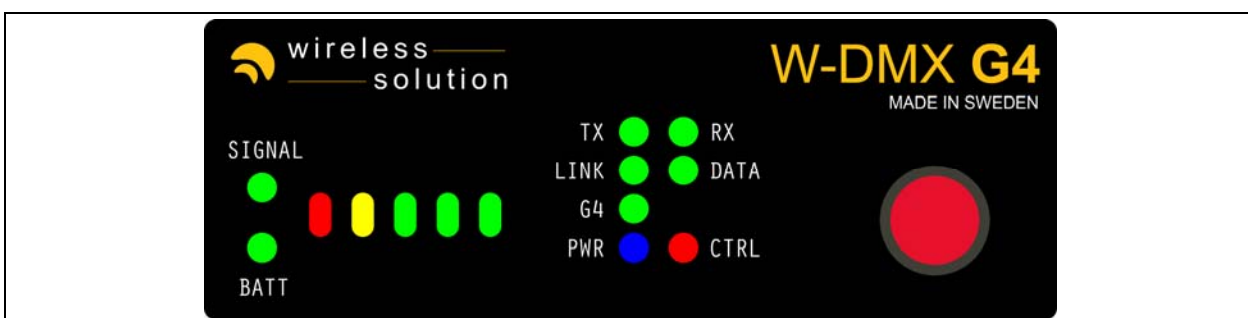 wireless
solution
W-DMX G4
MADE IN SWEDEN
SIGNAL
BATT
TX RX
LINK DATA
G4
PWR CTRL